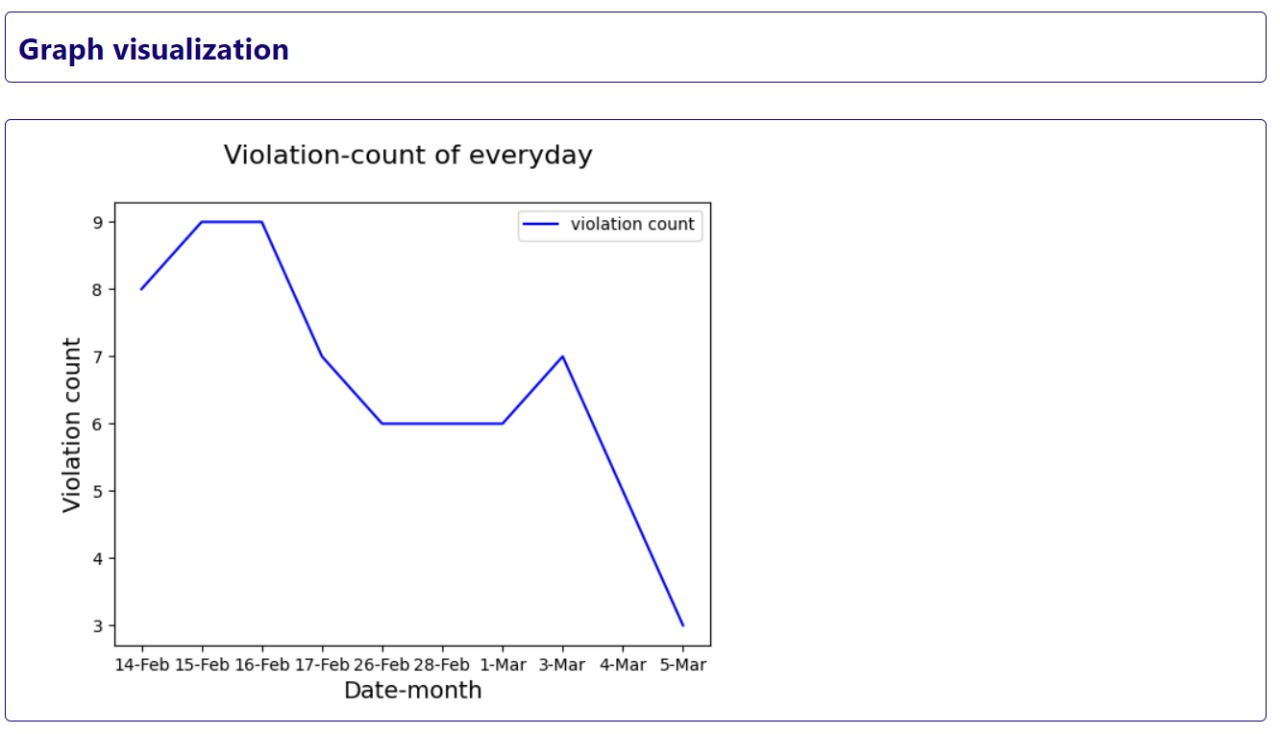 Graph visualization
Violation-count of everyday
violation count
Violation count
9
8
7
6
5
4
3
14-Feb 15-Feb 16-Feb 17-Feb 26-Feb 28-Feb 1-Mar 3-Mar 4-Mar 5-Mar
Date-month